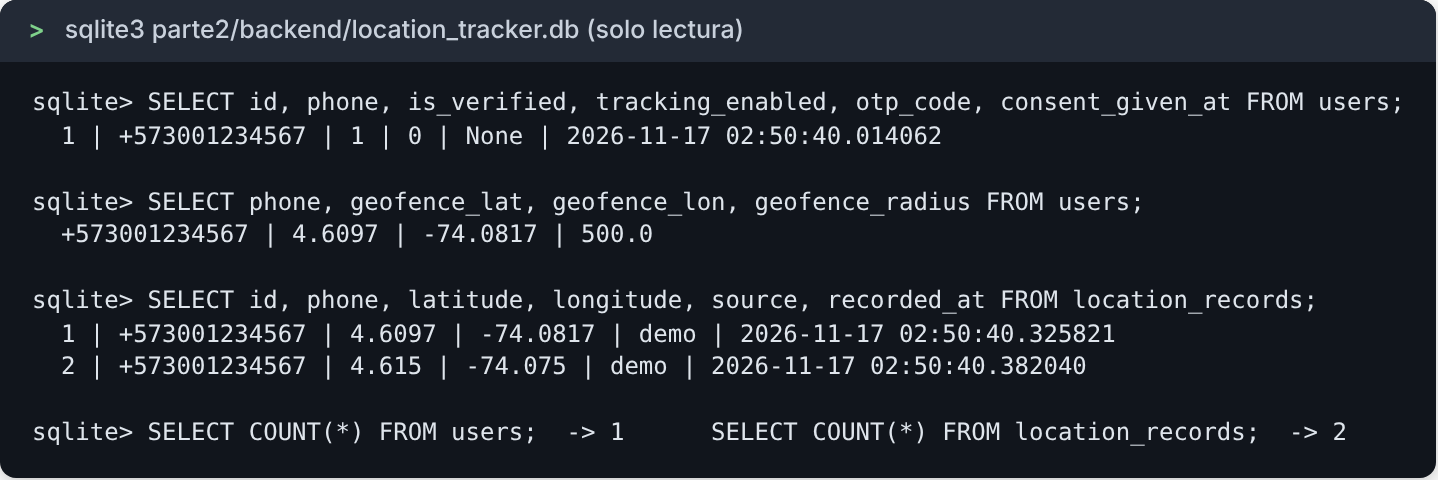 > sqlite3 parte2/backend/location_tracker.db (solo lectura)
sqlite> SELECT id, phone, is_verified, tracking_enabled, otp_code, consent_given_at FROM users;
1 | +573001234567 | 1 | 0 | None | 2026-11-17 02:50:40.014062
sqlite> SELECT phone, geofence_lat, geofence_lon, geofence_radius FROM users;
+573001234567 | 4.6097 | -74.0817 | 500.0
sqlite> SELECT id, phone, latitude, longitude, source, recorded_at FROM location_records;
1 | +573001234567 | 4.6097 | -74.0817 | demo | 2026-11-17 02:50:40.325821
2 | +573001234567 | 4.615 | -74.075 | demo | 2026-11-17 02:50:40.382040
sqlite> SELECT COUNT(*) FROM users;  -> 1      SELECT COUNT(*) FROM location_records;  -> 2